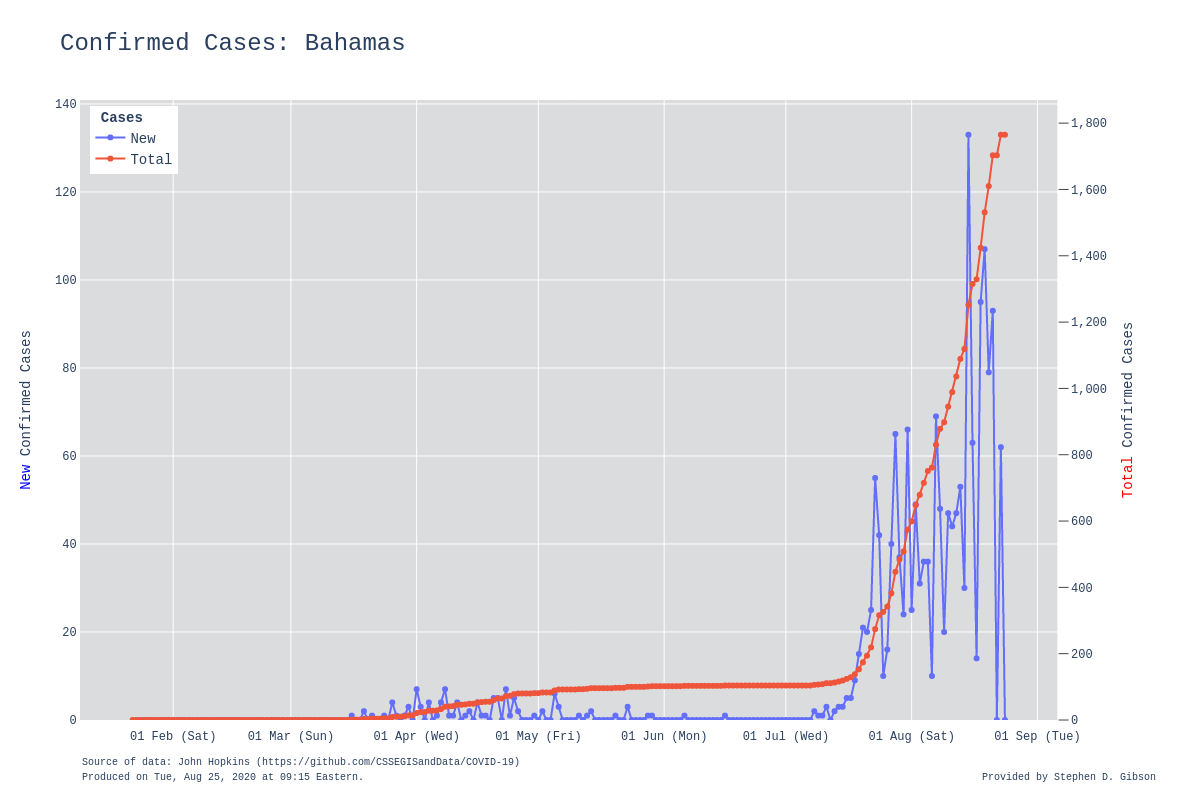 Confirmed Cases: Bahamas
Cases
New
Total
140
120
100
80
60
40
20
0
1,800
1,600
1,400
1,200
1,000
800
600
400
200
0
New Confirmed Cases
Total Confirmed Cases
01 Feb (Sat) 01 Mar (Sun) 01 Apr (Wed) 01 May (Fri) 01 Jun (Mon) 01 Jul (Wed) 01 Aug (Sat) 01 Sep (Tue)
Source of data: John Hopkins (https://github.com/CSSEGISandData/COVID-19)
Produced on Tue, Aug 25, 2020 at 09:15 Eastern.
Provided by Stephen D. Gibson